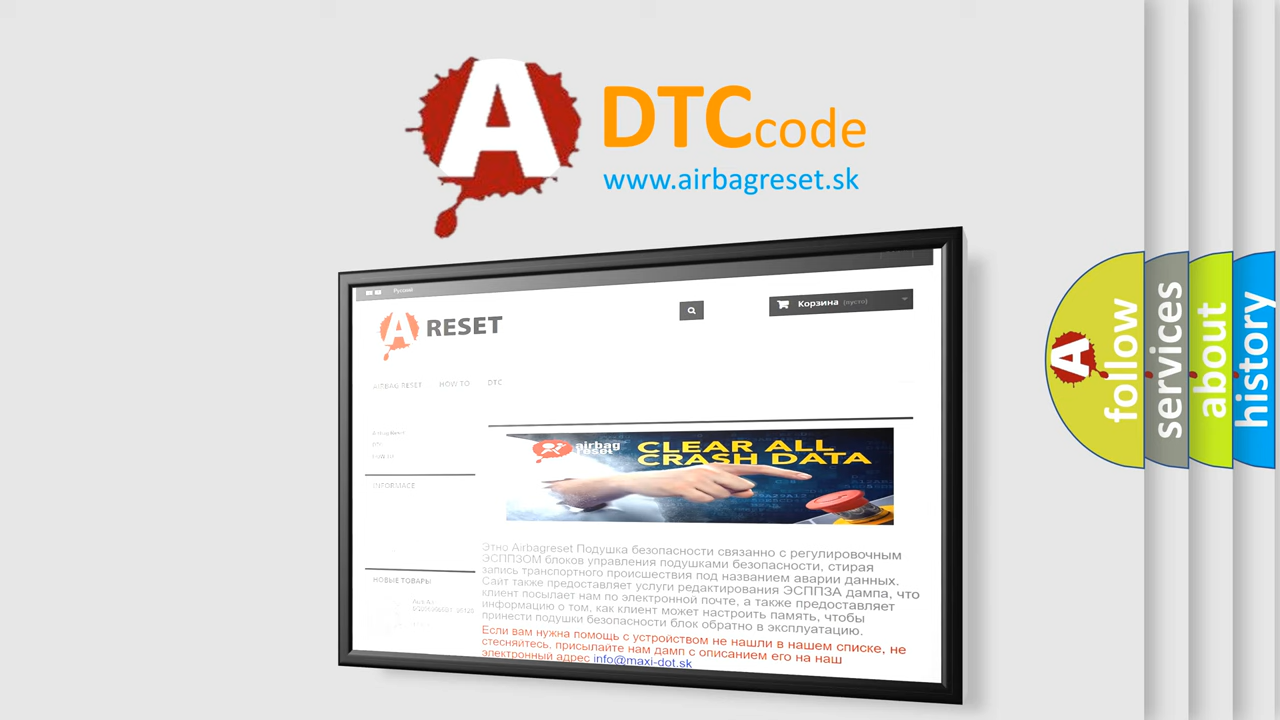 A
DTCcode
www.airbagreset.sk
Русский
A RESET
Корзина (пусто)
AIRBAG RESET HOW TO DTC
INFORMACE
airbag
reset
CLEAR ALL
CRASH DATA
НОВЫЕ ТОВАРЫ
Этно Airbagreset Подушка безопасности связанно с регулировочным
ЭСППЗОМ блоков управления подушками безопасности, стирая
запись транспортного происшествия под названием аварии данных.
Сайт также предоставляет услуги редактирования ЭСППЗА дампа, что
клиент посылает нам по электронной почте, а также предоставляет
информацию о том, как клиент может настроить память, чтобы
принести подушки безопасности блок обратно в эксплуатацию.
Если вам нужна помощь с устройством не нашли в нашем списке, не
стесняйтесь, присылайте нам дамп с описанием его на наш
электронный адрес info@maxi-dot.sk
A
follow
services
about
history